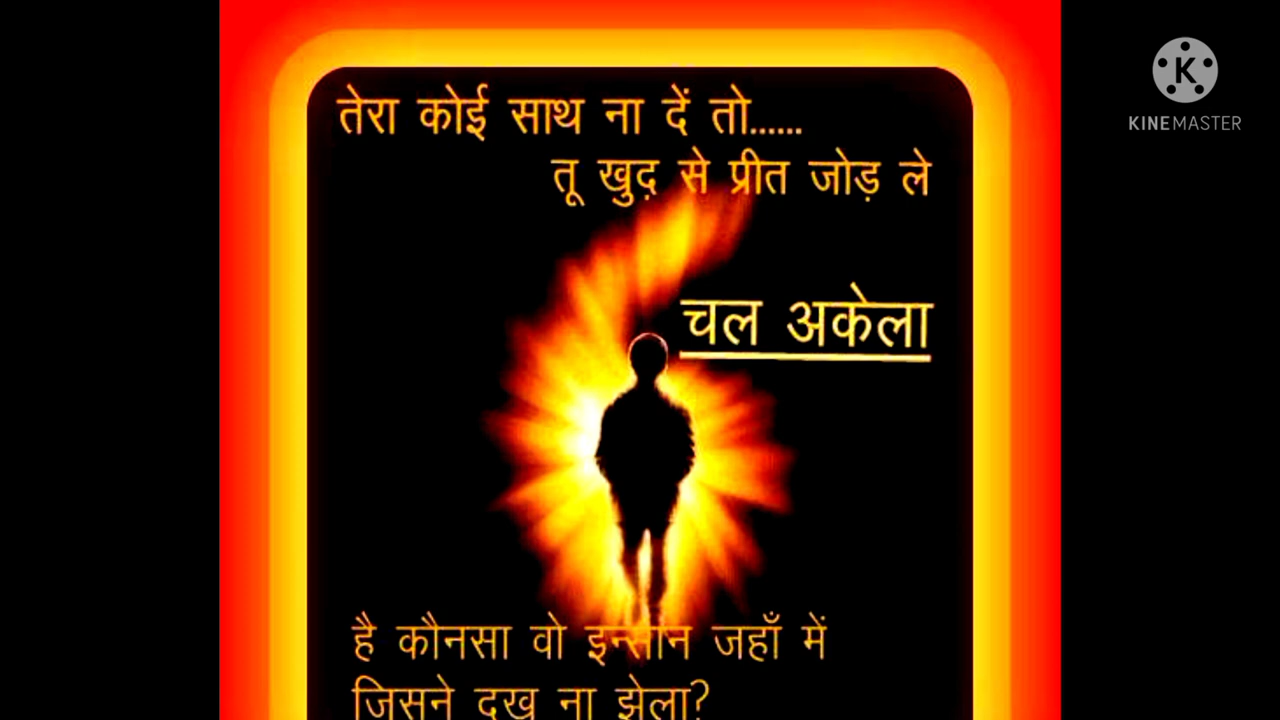 तेरा कोई साथ ना दें तो......
तू खुद़ से प्रीत जोड़ ले
चल अकेला
है कौनसा वो इन्सान जहाँ में
जिसने दुख ना झेला?
KINEMASTER